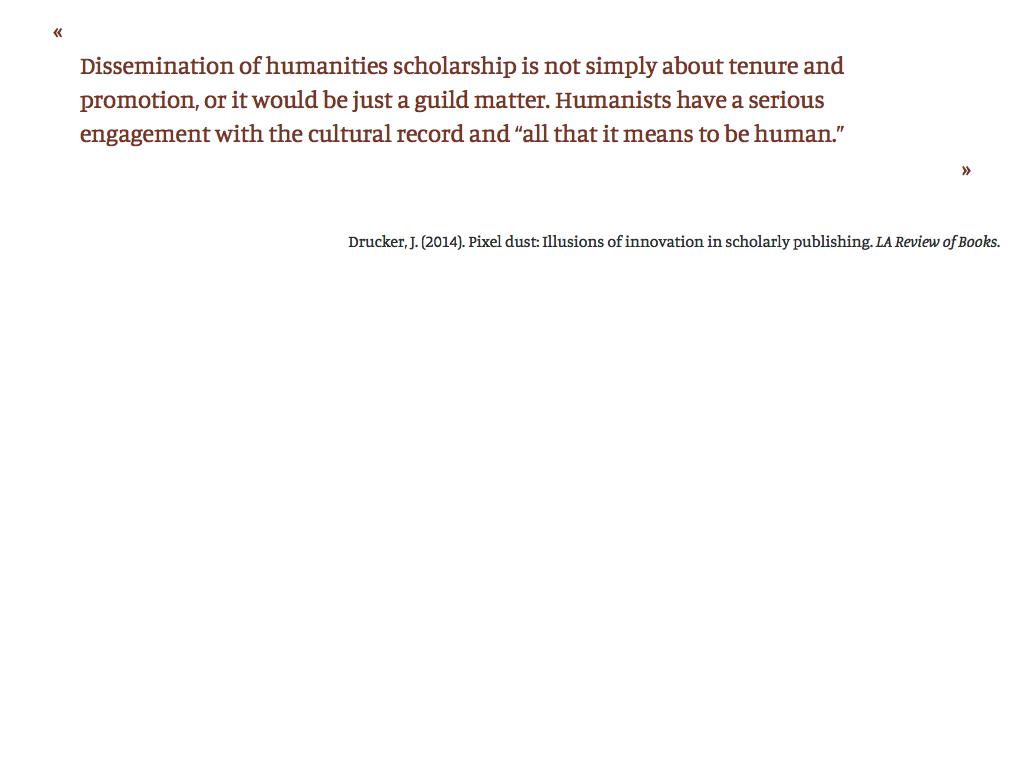 «
Dissemination of humanities scholarship is not simply about tenure and
promotion, or it would be just a guild matter. Humanists have a serious
engagement with the cultural record and “all that it means to be human.”
»
Drucker, J. (2014). Pixel dust: Illusions of innovation in scholarly publishing. LA Review of Books.